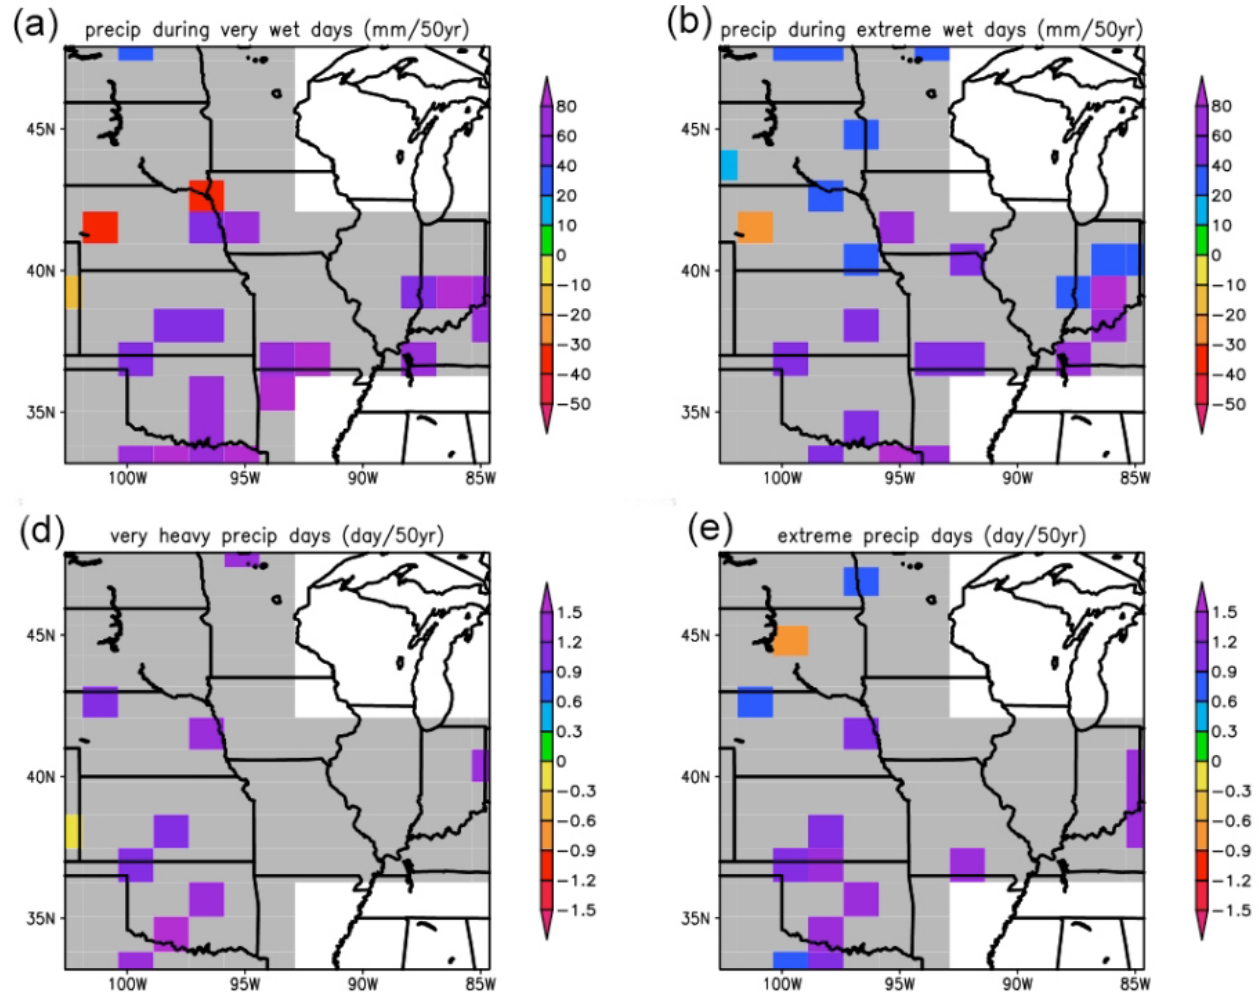 (a) precip during very wet days (mm/50yr)
80
60
40
20
10
0
−10
−20
−30
−40
−50
45N
40N
35N
100W 95W 90W 85W
(b) precip during extreme wet days (mm/50yr)
80
60
40
20
10
0
−10
−20
−30
−40
−50
45N
40N
35N
100W 95W 90W 85W
(d) very heavy precip days (day/50yr)
1.5
1.2
0.9
0.6
0.3
0
−0.3
−0.6
−0.9
−1.2
−1.5
45N
40N
35N
100W 95W 90W 85W
(e) extreme precip days (day/50yr)
1.5
1.2
0.9
0.6
0.3
0
−0.3
−0.6
−0.9
−1.2
−1.5
45N
40N
35N
100W 95W 90W 85W